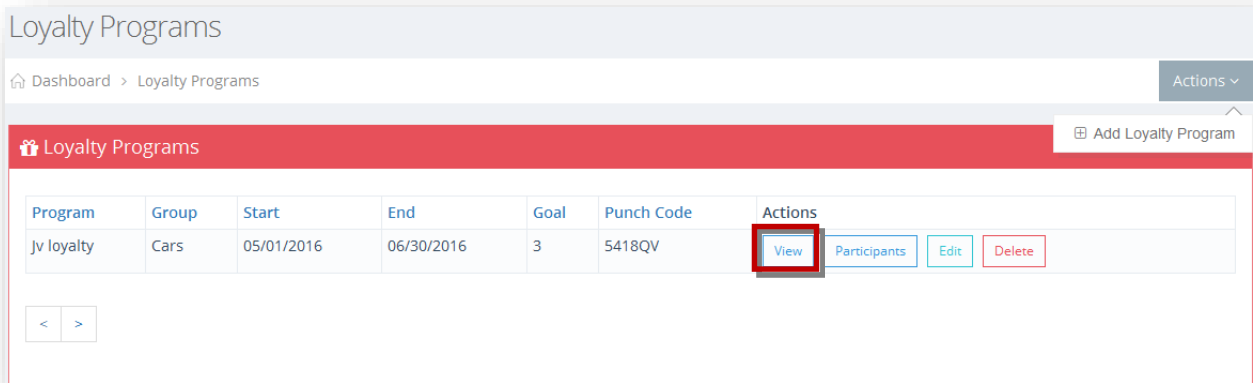 Loyalty Programs
Dashboard > Loyalty Programs
Actions
Add Loyalty Program
Loyalty Programs
Program Group Start End Goal Punch Code Actions
Jv loyalty Cars 05/01/2016 06/30/2016 3 5418QV View Participants Edit Delete
< >